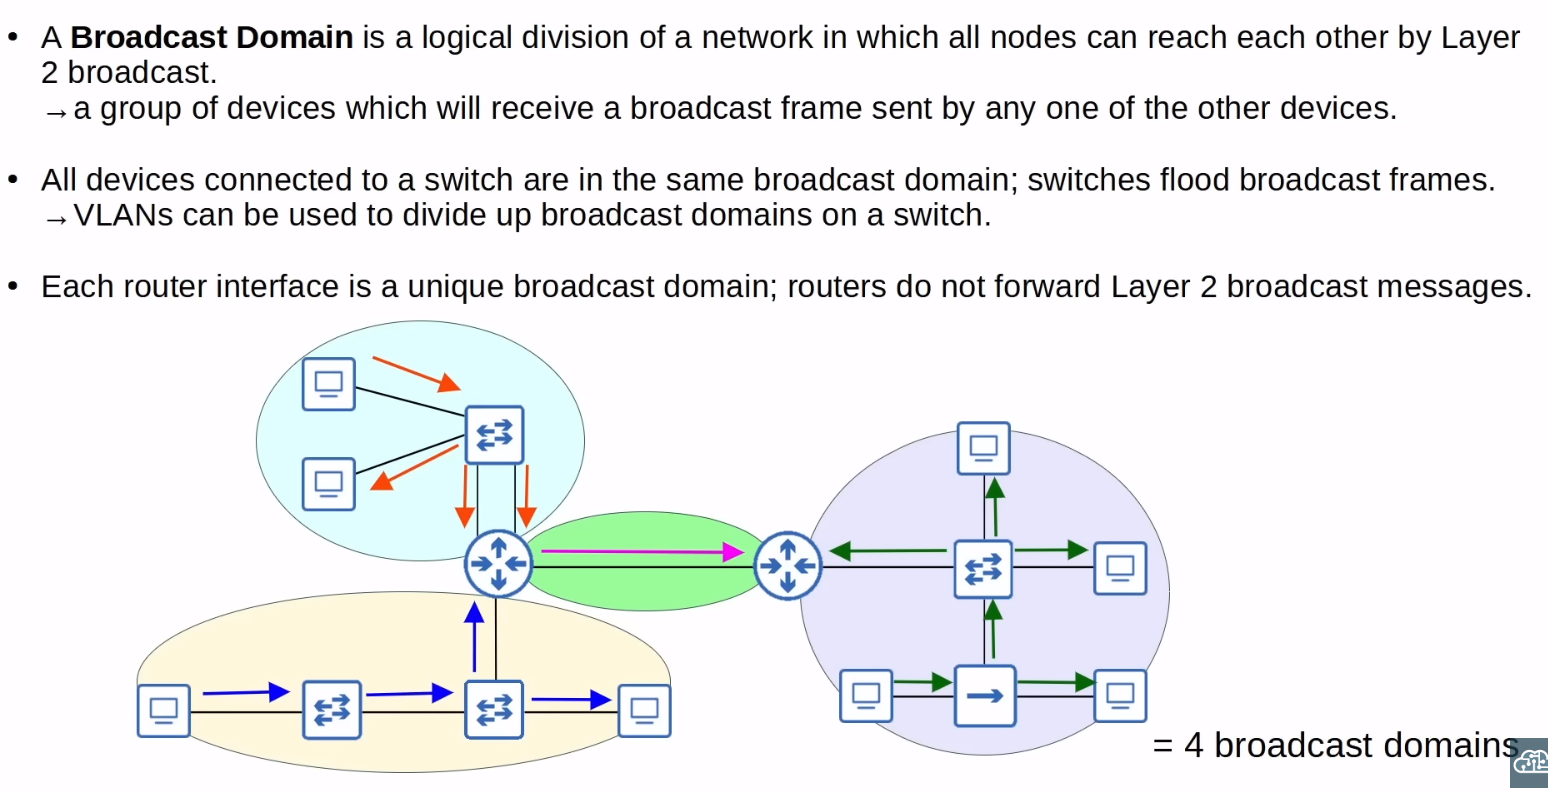 • A Broadcast Domain is a logical division of a network in which all nodes can reach each other by Layer
2 broadcast.
→a group of devices which will receive a broadcast frame sent by any one of the other devices.
• All devices connected to a switch are in the same broadcast domain; switches flood broadcast frames.
→VLANs can be used to divide up broadcast domains on a switch.
• Each router interface is a unique broadcast domain; routers do not forward Layer 2 broadcast messages.
= 4 broadcast domains